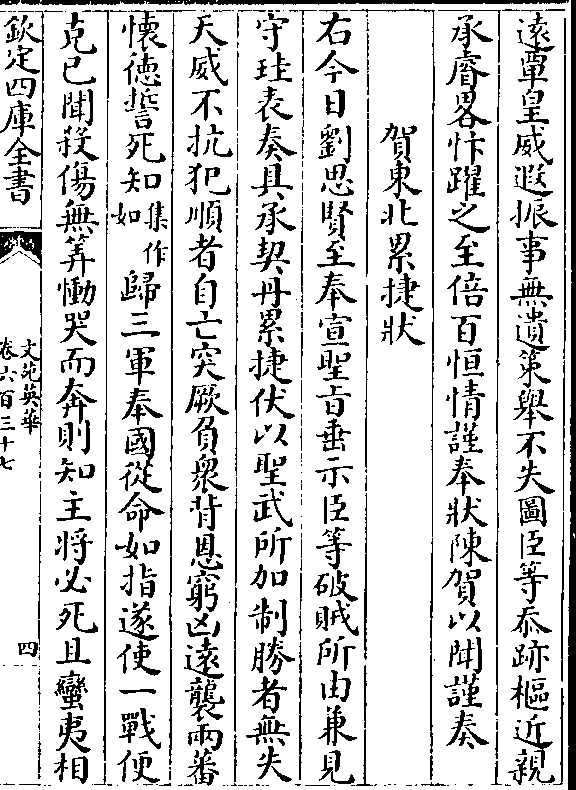 遠覃皇威遐振事無遺策舉不失圖臣等忝跡樞近親
承睿畧忭躍之至倍百恒情謹奉狀陳賀以聞謹奏
賀東北累捷狀
右今日劉思賢至奉宣聖旨垂示臣等破賊所由兼見
守珪表奏具承契丹累捷伏以聖武所加制勝者無失
天威不抗犯順者自亡突厥負衆背恩窮凶遠襲兩蕃
懷德誓死知集作如歸三軍奉國從命如指遂使一戰便
克已聞殺傷無筭慟哭而奔則知主將必死且蠻夷相
欽定四庫全書
文苑英華
卷六百三十七
四